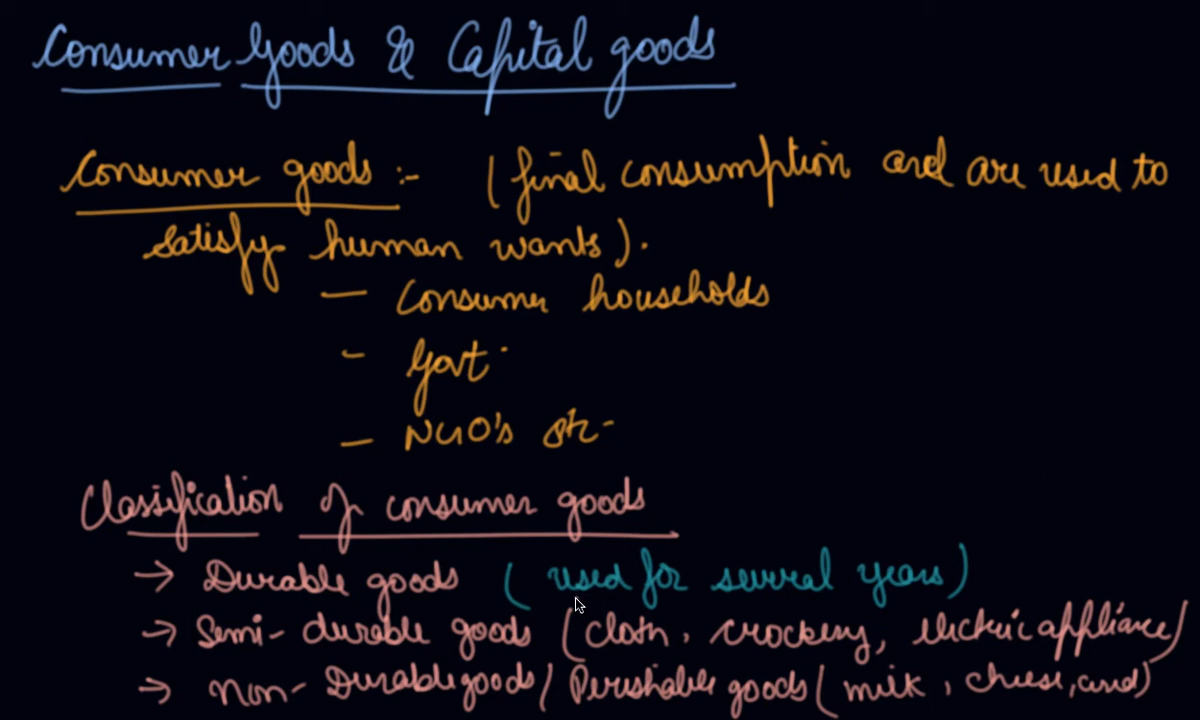 Consumer Goods & Capital goods
Consumer goods :- (final consumption and are used to
satisfy human wants).
- Consumer households
- Govt.
- NGO's etc.
Classification of consumer goods
→ Durable goods (used for several years)
→ Semi-durable goods (cloth, crockery, electric appliance)
→ Non-Durable goods/Perishable goods (milk, cheese,